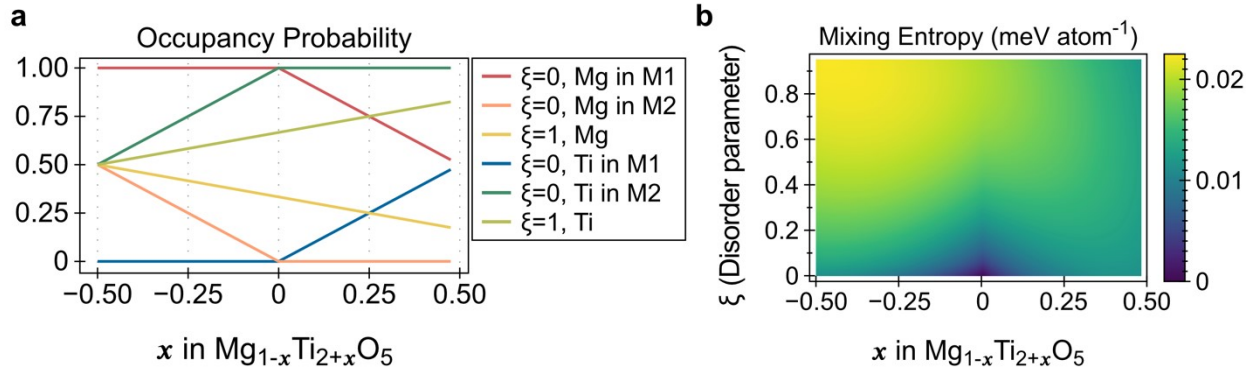 a
Occupancy Probability
1.00
0.75
0.50
0.25
0
−0.50
−0.25
0
0.25
0.50
x in Mg1-xTi2+xO5
ξ=0, Mg in M1
ξ=0, Mg in M2
ξ=1, Mg
ξ=0, Ti in M1
ξ=0, Ti in M2
ξ=1, Ti
b
Mixing Entropy (meV atom-1)
ξ (Disorder parameter)
0.8
0.6
0.4
0.2
0
−0.50
−0.25
0
0.25
0.50
x in Mg1-xTi2+xO5
0.02
0.01
0